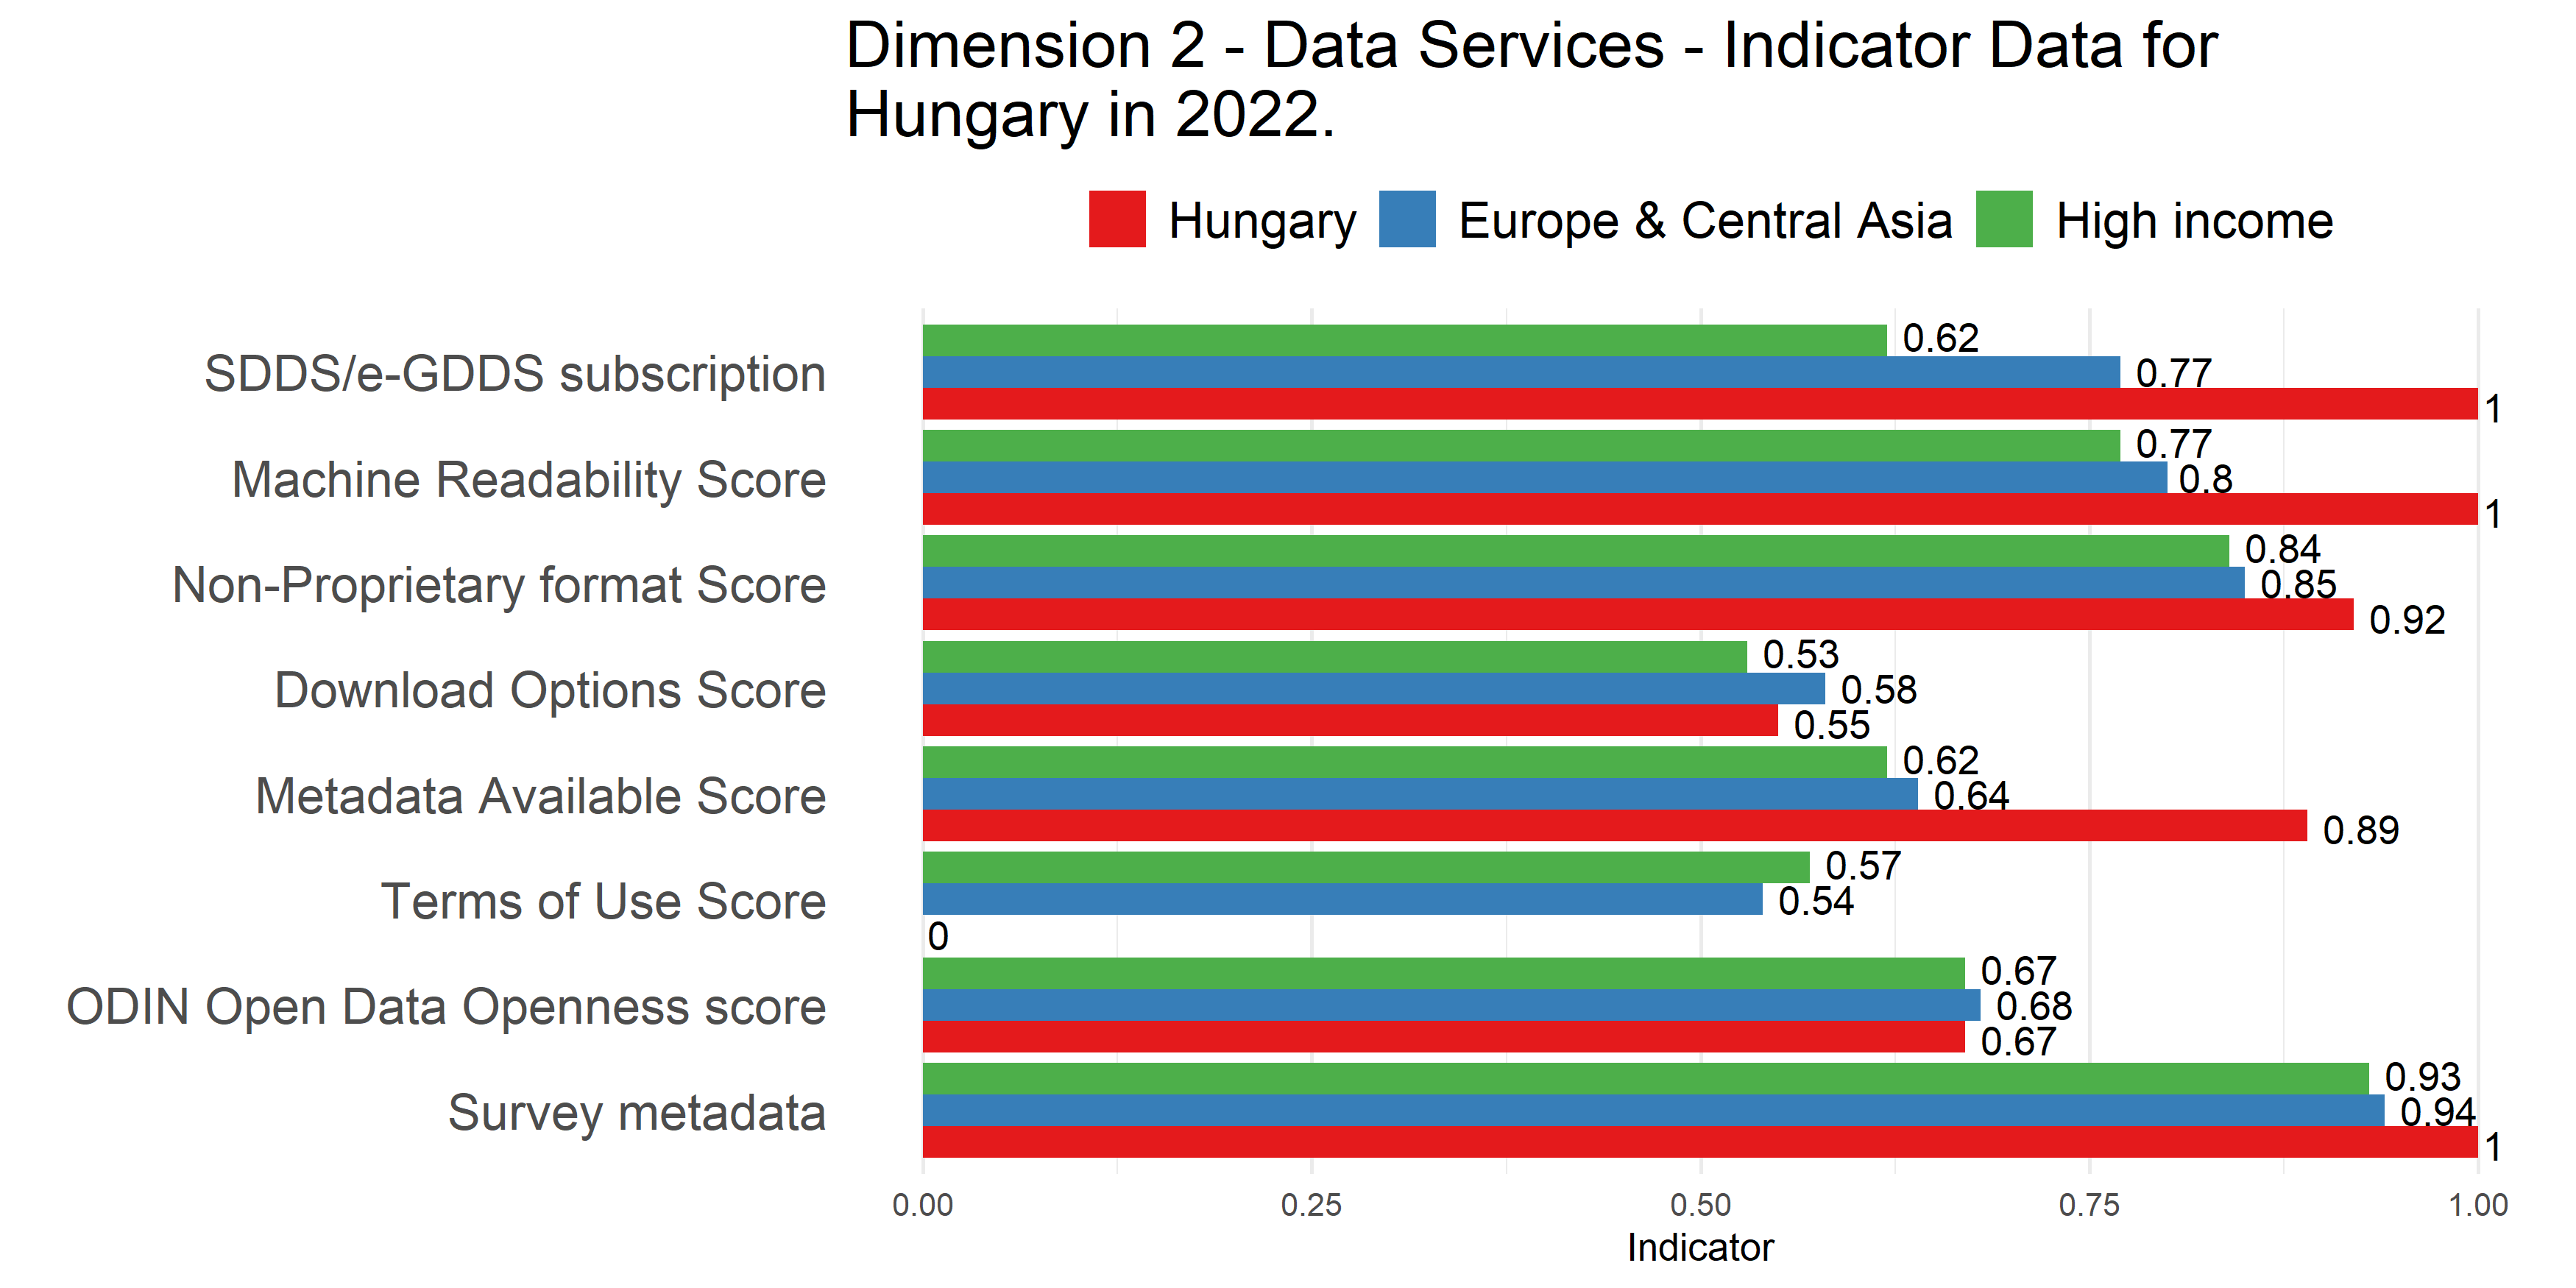 Dimension 2 - Data Services - Indicator Data for
Hungary in 2022.
Hungary Europe & Central Asia High income
SDDS/e-GDDS subscription
0.62
0.77
1
Machine Readability Score
0.77
0.8
1
Non-Proprietary format Score
0.84
0.85
0.92
Download Options Score
0.53
0.58
0.55
Metadata Available Score
0.62
0.64
0.89
Terms of Use Score
0.57
0.54
0
ODIN Open Data Openness score
0.67
0.68
0.67
Survey metadata
0.93
0.94
1
0.00 0.25 0.50 0.75 1.00
Indicator